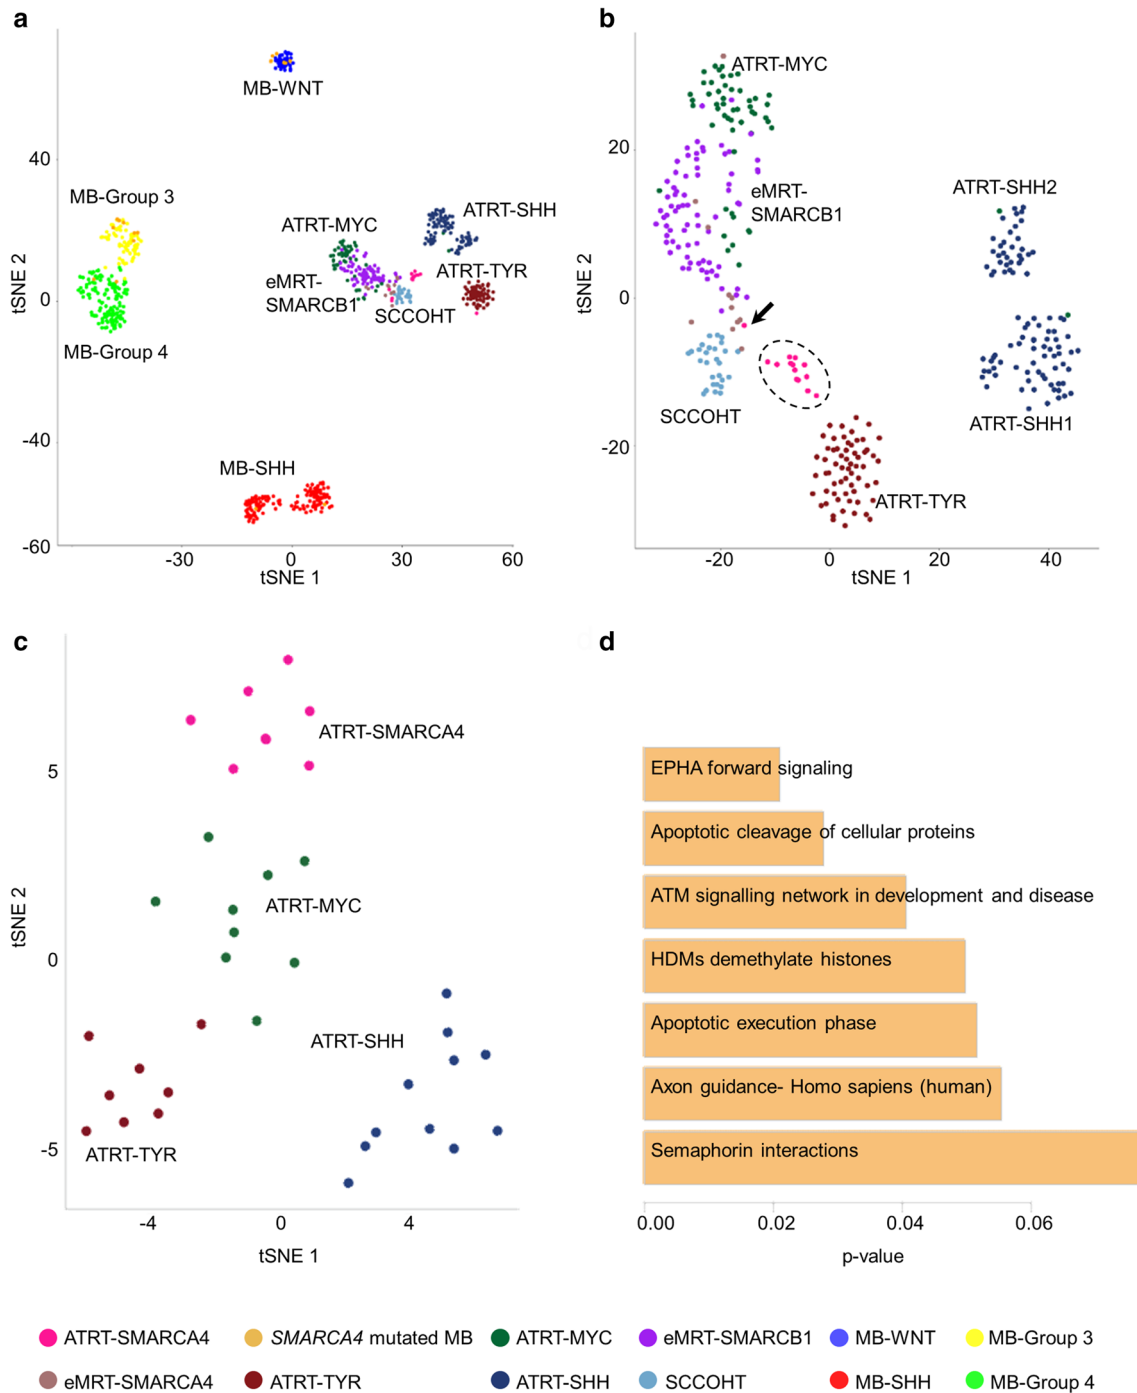 a
MB-WNT
40
MB-Group 3
ATRT-MYC
ATRT-SHH
tSNE 2
eMRT-
SMARCB1
ATRT-TYR
0
SCCOHT
MB-Group 4
-40
MB-SHH
-60
-30
0
30
60
tSNE 1
b
ATRT-MYC
20
eMRT-
SMARCB1
ATRT-SHH2
tSNE 2
0
SCCOHT
ATRT-SHH1
-20
ATRT-TYR
-20
0
20
40
tSNE 1
c
ATRT-SMARCA4
5
ATRT-MYC
tSNE 2
0
ATRT-SHH
-5
ATRT-TYR
-4
0
4
tSNE 1
d
EPHA forward signaling
Apoptotic cleavage of cellular proteins
ATM signalling network in development and disease
HDMs demethylate histones
Apoptotic execution phase
Axon guidance- Homo sapiens (human)
Semaphorin interactions
0.00
0.02
0.04
0.06
p-value
ATRT-SMARCA4
SMARCA4 mutated MB
ATRT-MYC
eMRT-SMARCB1
MB-WNT
MB-Group 3
eMRT-SMARCA4
ATRT-TYR
ATRT-SHH
SCCOHT
MB-SHH
MB-Group 4